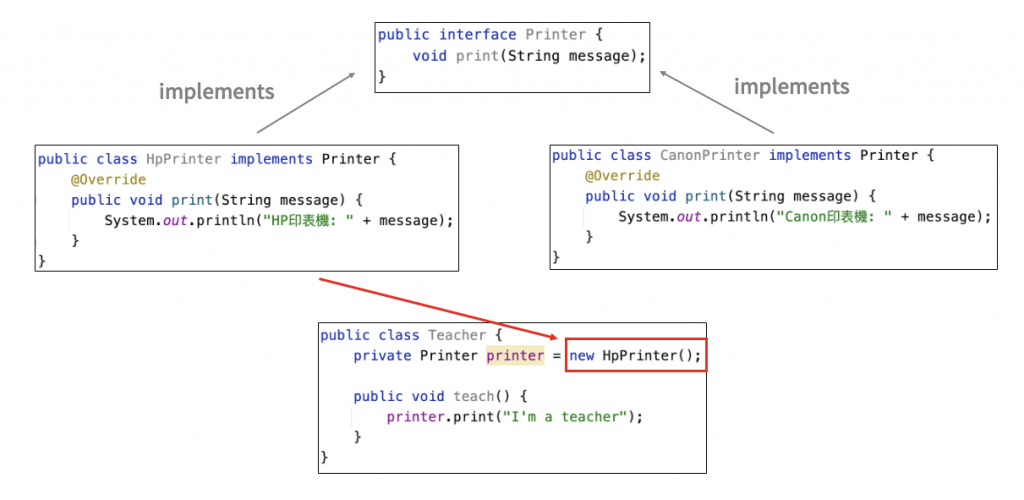 public interface Printer {
    void print(String message);
}
implements
implements
public class HpPrinter implements Printer {
    @Override
    public void print(String message) {
        System.out.println("HP印表機: " + message);
    }
}
public class CanonPrinter implements Printer {
    @Override
    public void print(String message) {
        System.out.println("Canon印表機: " + message);
    }
}
public class Teacher {
    private Printer printer = new HpPrinter();
    public void teach() {
        printer.print("I'm a teacher");
    }
}